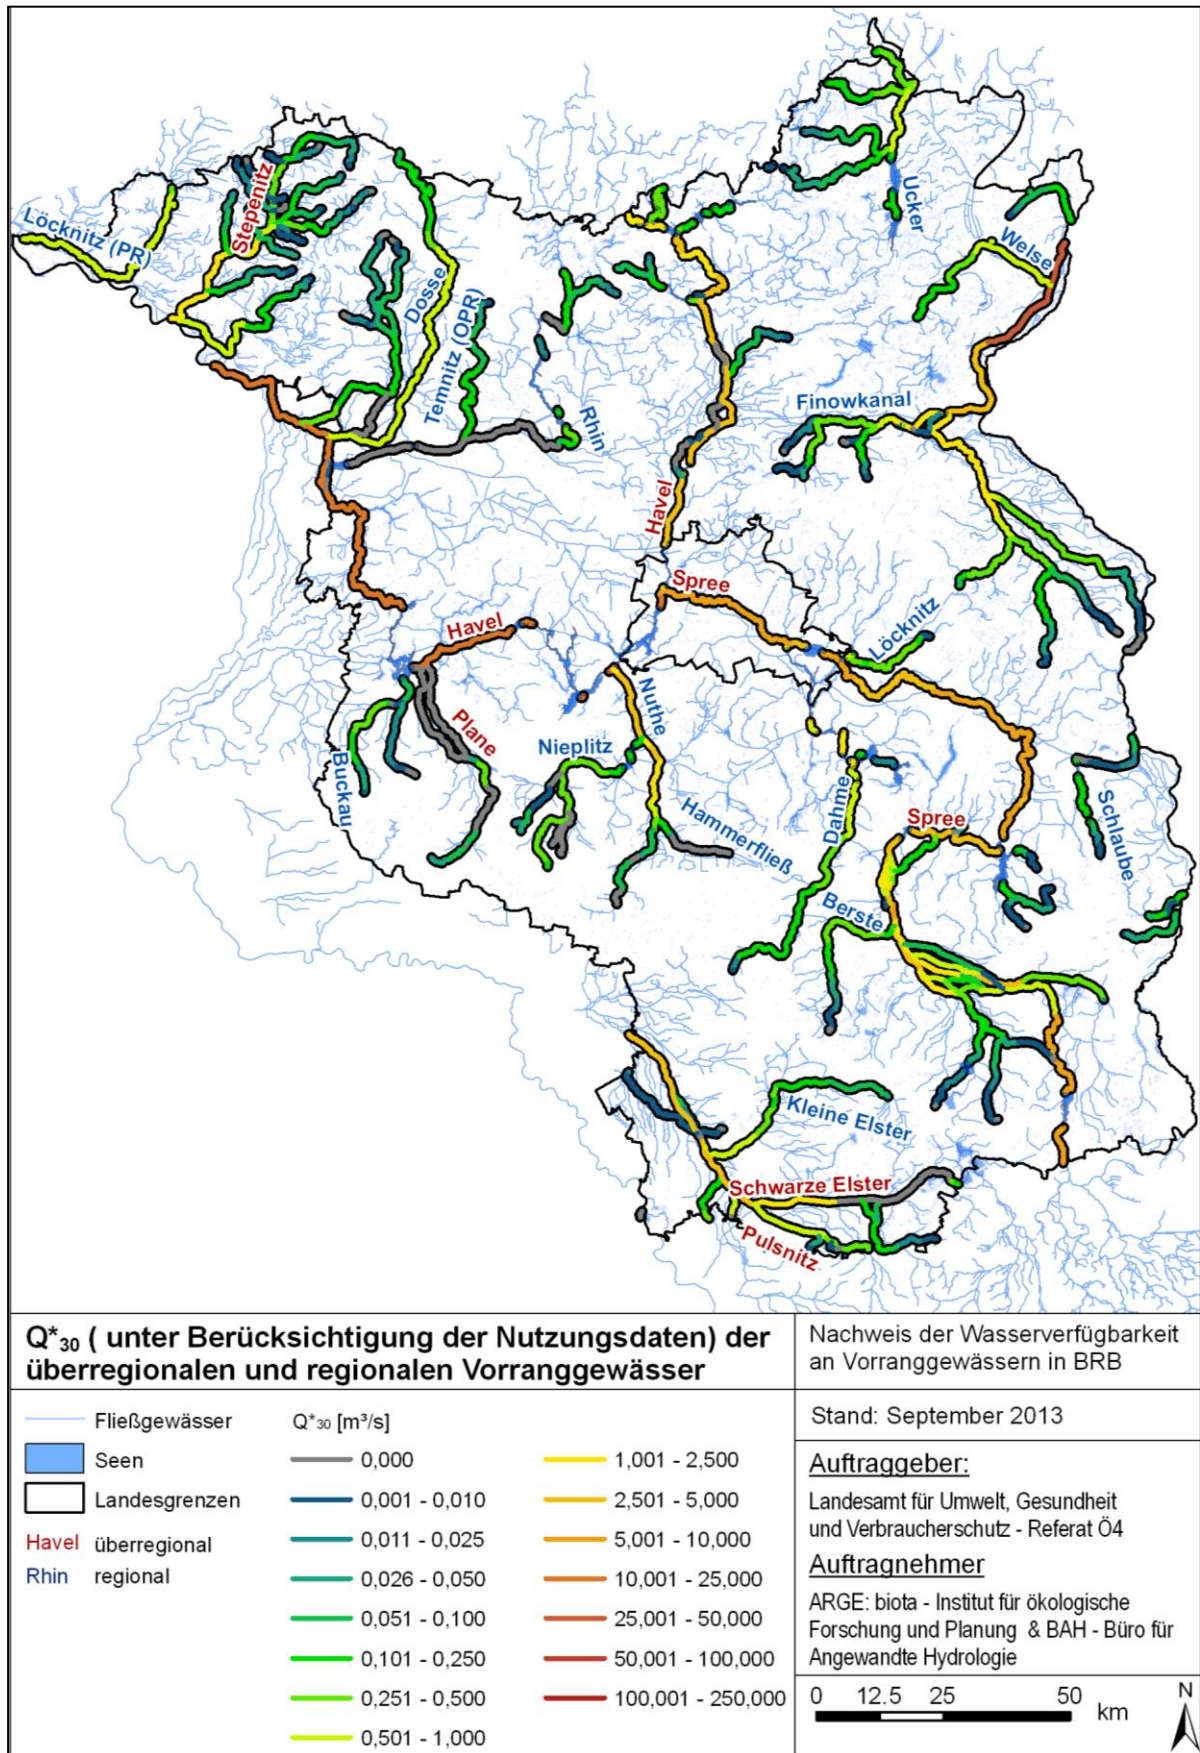 Ucker
Löcknitz (PR)
Stepenitz
Welse
Dosse
Temnitz (OPR)
Rhin
Finowkanal
Havel
Spree
Löcknitz
Havel
Nuthe
Plane
Nieplitz
Buckau
Hammerfließ
Dahme
Spree
Schlaube
Berste
Kleine Elster
Schwarze Elster
Pulsnitz
Q*30 ( unter Berücksichtigung der Nutzungsdaten) der
überregionalen und regionalen Vorranggewässer
Fließgewässer
Seen
Landesgrenzen
Havel überregional
Rhin regional
Q*30 [m³/s]
0,000
0,001 - 0,010
0,011 - 0,025
0,026 - 0,050
0,051 - 0,100
0,101 - 0,250
0,251 - 0,500
0,501 - 1,000
1,001 - 2,500
2,501 - 5,000
5,001 - 10,000
10,001 - 25,000
25,001 - 50,000
50,001 - 100,000
100,001 - 250,000
Nachweis der Wasserverfügbarkeit
an Vorranggewässern in BRB
Stand: September 2013
Auftraggeber:
Landesamt für Umwelt, Gesundheit
und Verbraucherschutz - Referat Ö4
Auftragnehmer
ARGE: biota - Institut für ökologische
Forschung und Planung & BAH - Büro für
Angewandte Hydrologie
0 12.5 25 50 km
N